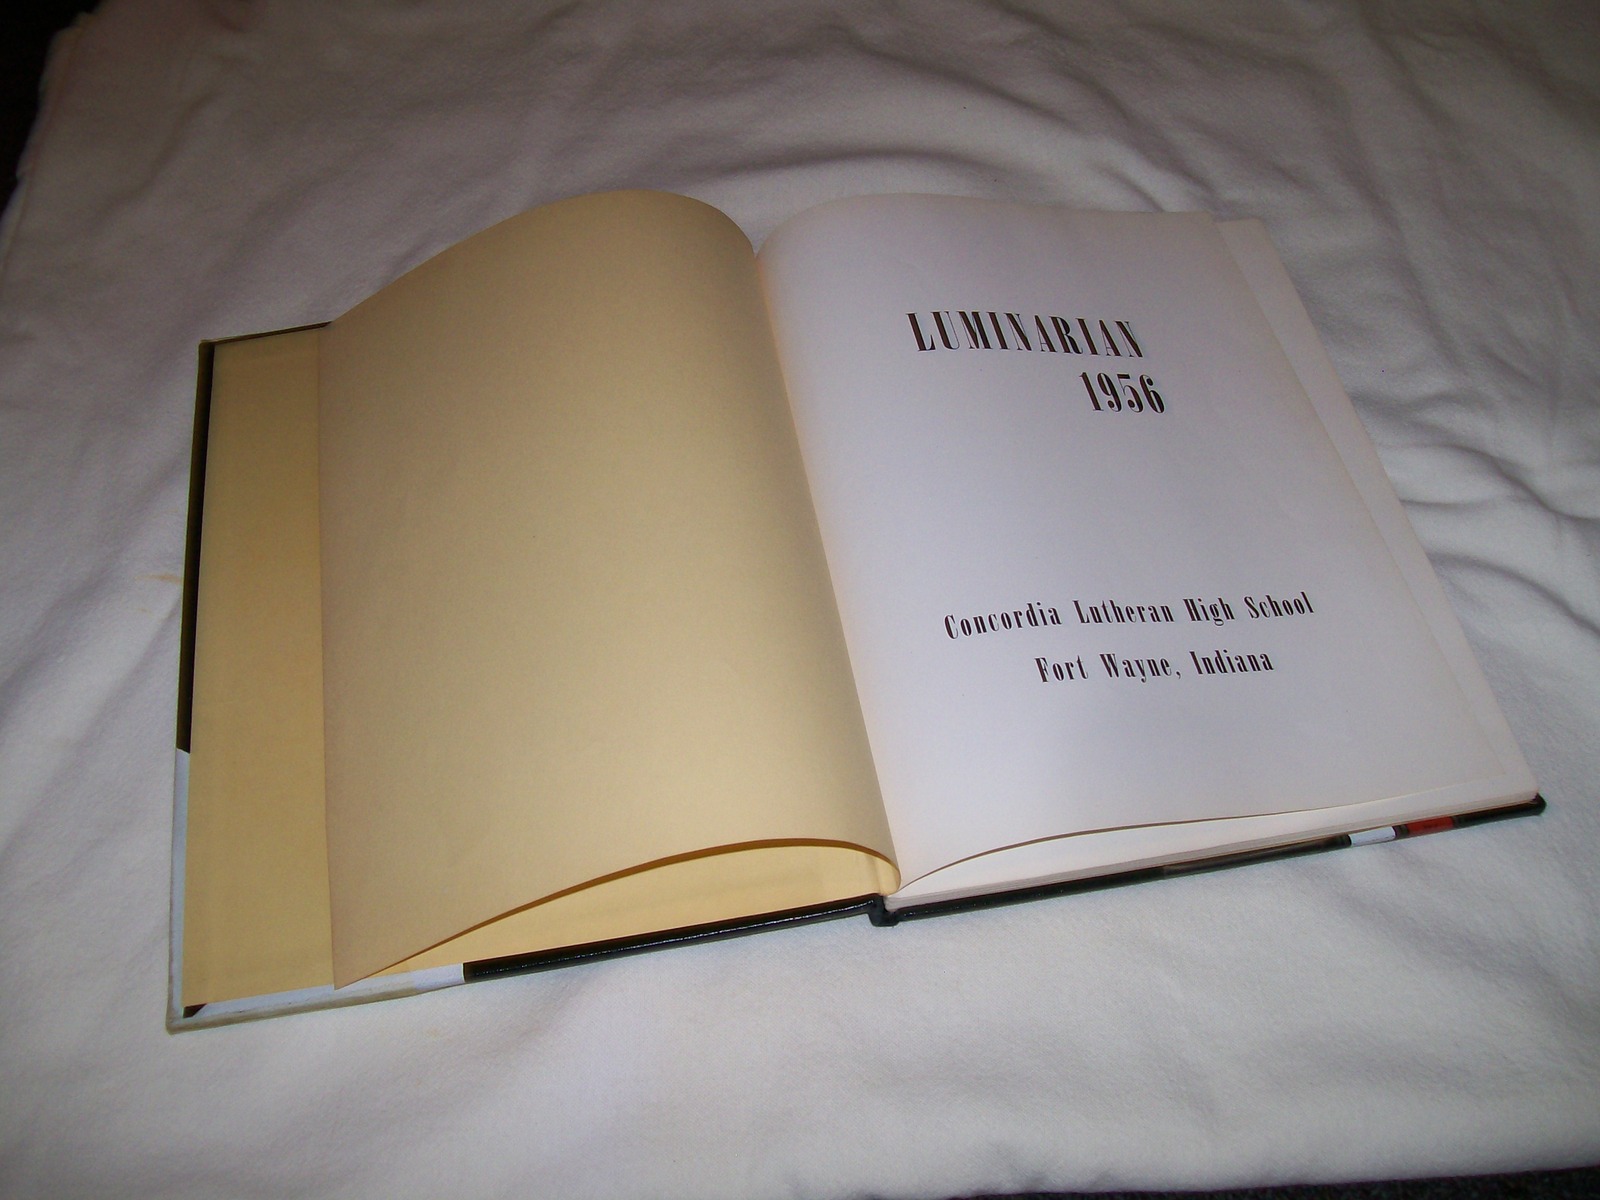 LUMINARIAN
1956
Concordia Lutheran High School
Fort Wayne, Indiana